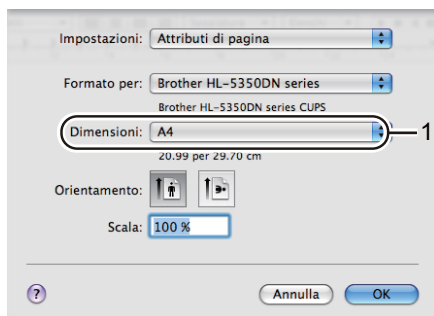 Impostazioni: Attributi di pagina
Formato per: Brother HL-5350DN series
Brother HL-5350DN series CUPS
Dimensioni: A4 1
20.99 per 29.70 cm
Orientamento:
Scala: 100 %
? Annulla OK